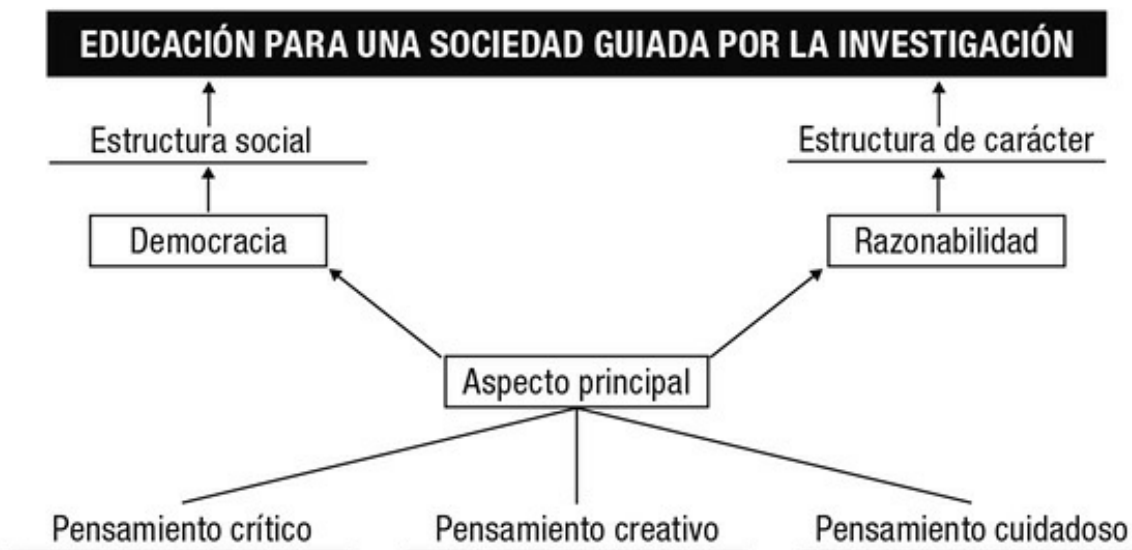 EDUCACIÓN PARA UNA SOCIEDAD GUIADA POR LA INVESTIGACIÓN
Estructura social
Estructura de carácter
Democracia
Razonabilidad
Aspecto principal
Pensamiento crítico
Pensamiento creativo
Pensamiento cuidadoso